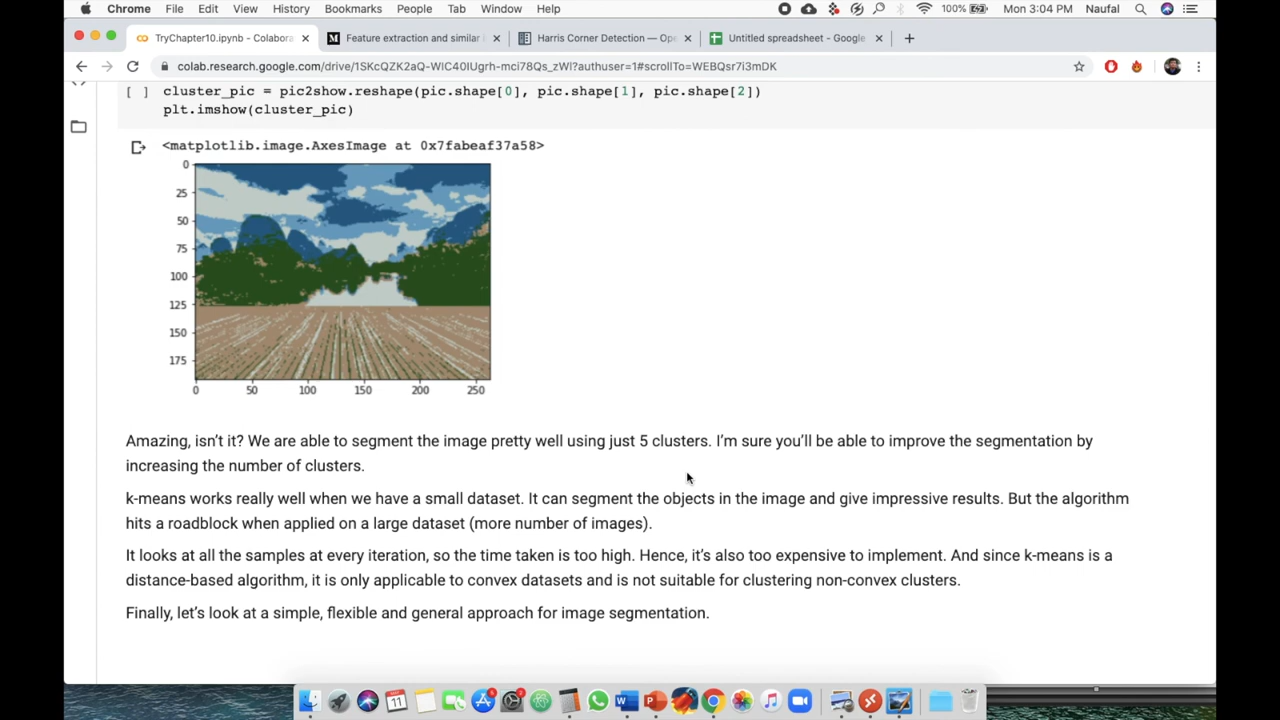 Chrome File Edit View History Bookmarks People Tab Window Help 100% Mon 3:04 PM Naufal
TryChapter10.ipynb - Colabora Feature extraction and similar i Harris Corner Detection — Ope Untitled spreadsheet - Google
colab.research.google.com/drive/1SKcQZK2aQ-WIC40IUgrh-mci78Qs_zWl?authuser=1#scrollTo=WEBQsr7i3mDK
[ ] cluster_pic = pic2show.reshape(pic.shape[0], pic.shape[1], pic.shape[2])
plt.imshow(cluster_pic)
<matplotlib.image.AxesImage at 0x7fabeaf37a58>
0
25
50
75
100
125
150
175
0 50 100 150 200 250
Amazing, isn't it? We are able to segment the image pretty well using just 5 clusters. I'm sure you'll be able to improve the segmentation by
increasing the number of clusters.
k-means works really well when we have a small dataset. It can segment the objects in the image and give impressive results. But the algorithm
hits a roadblock when applied on a large dataset (more number of images).
It looks at all the samples at every iteration, so the time taken is too high. Hence, it's also too expensive to implement. And since k-means is a
distance-based algorithm, it is only applicable to convex datasets and is not suitable for clustering non-convex clusters.
Finally, let's look at a simple, flexible and general approach for image segmentation.